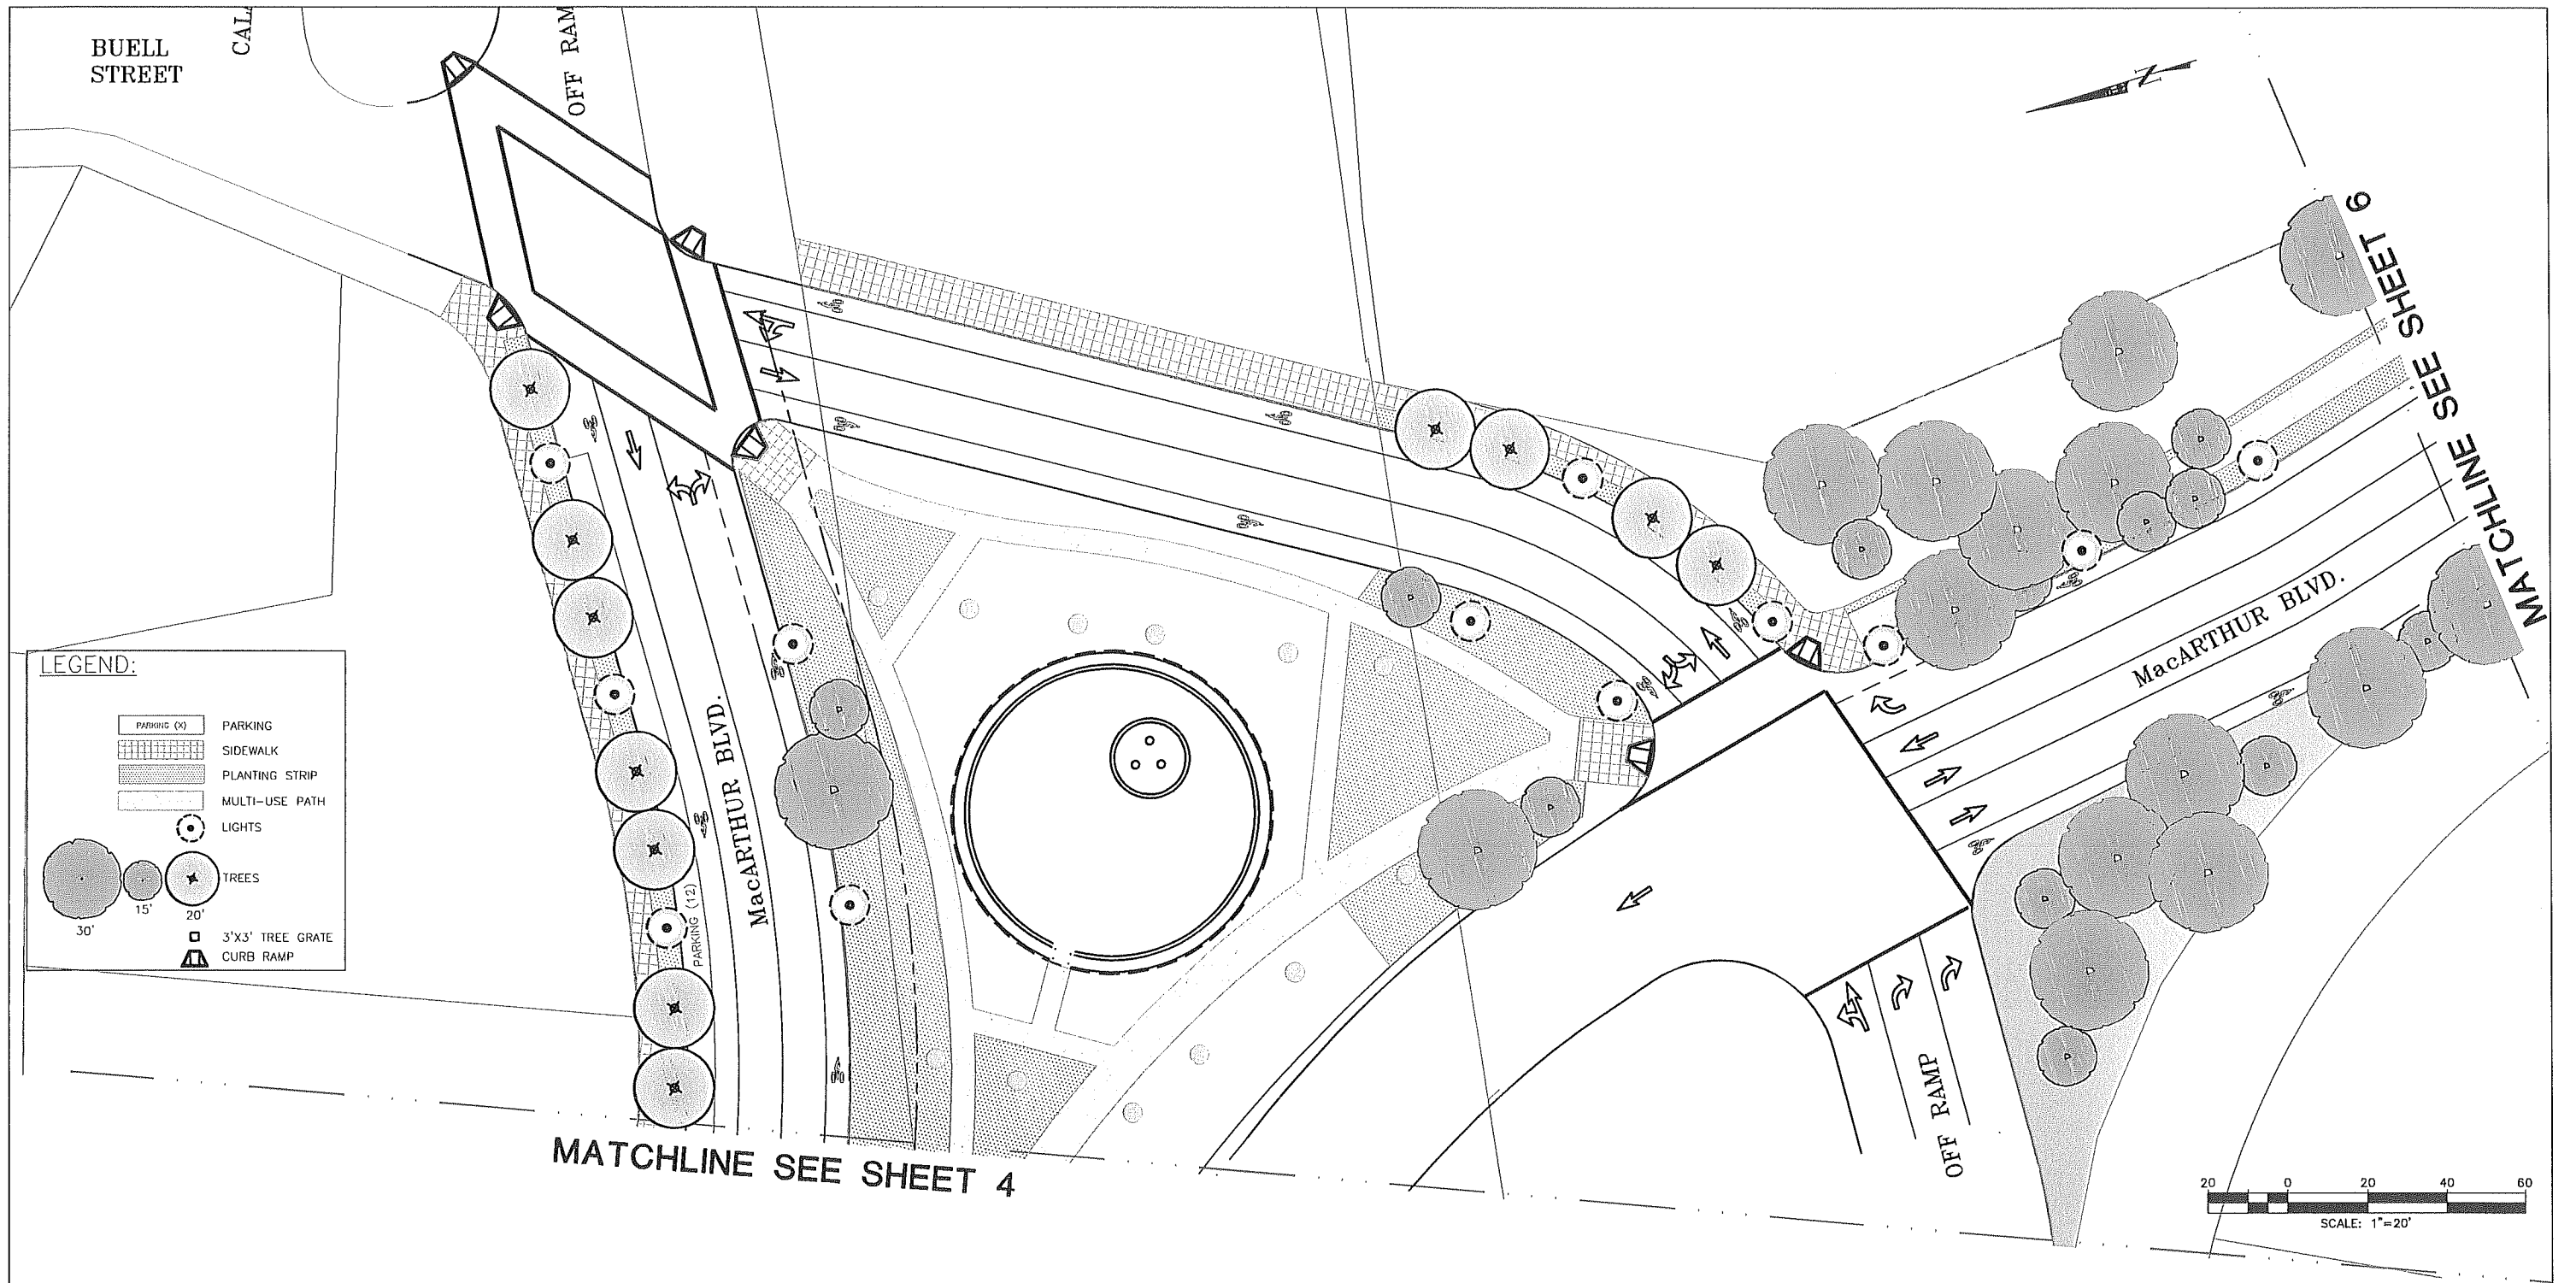 BUELL
STREET
OFF
MATCHLINE SEE SHEET 6
MacARTHUR BLVD.
LEGEND:
PARKING (X) PARKING
SIDEWALK
PLANTING STRIP
MULTI-USE PATH
LIGHTS
TREES
30'
15'
20'
3'X3' TREE GRATE
CURB RAMP
MacARTHUR BLVD.
PARKING (12)
OFF RAMP
MATCHLINE SEE SHEET 4
20 0 20 40 60
SCALE: 1"=20'